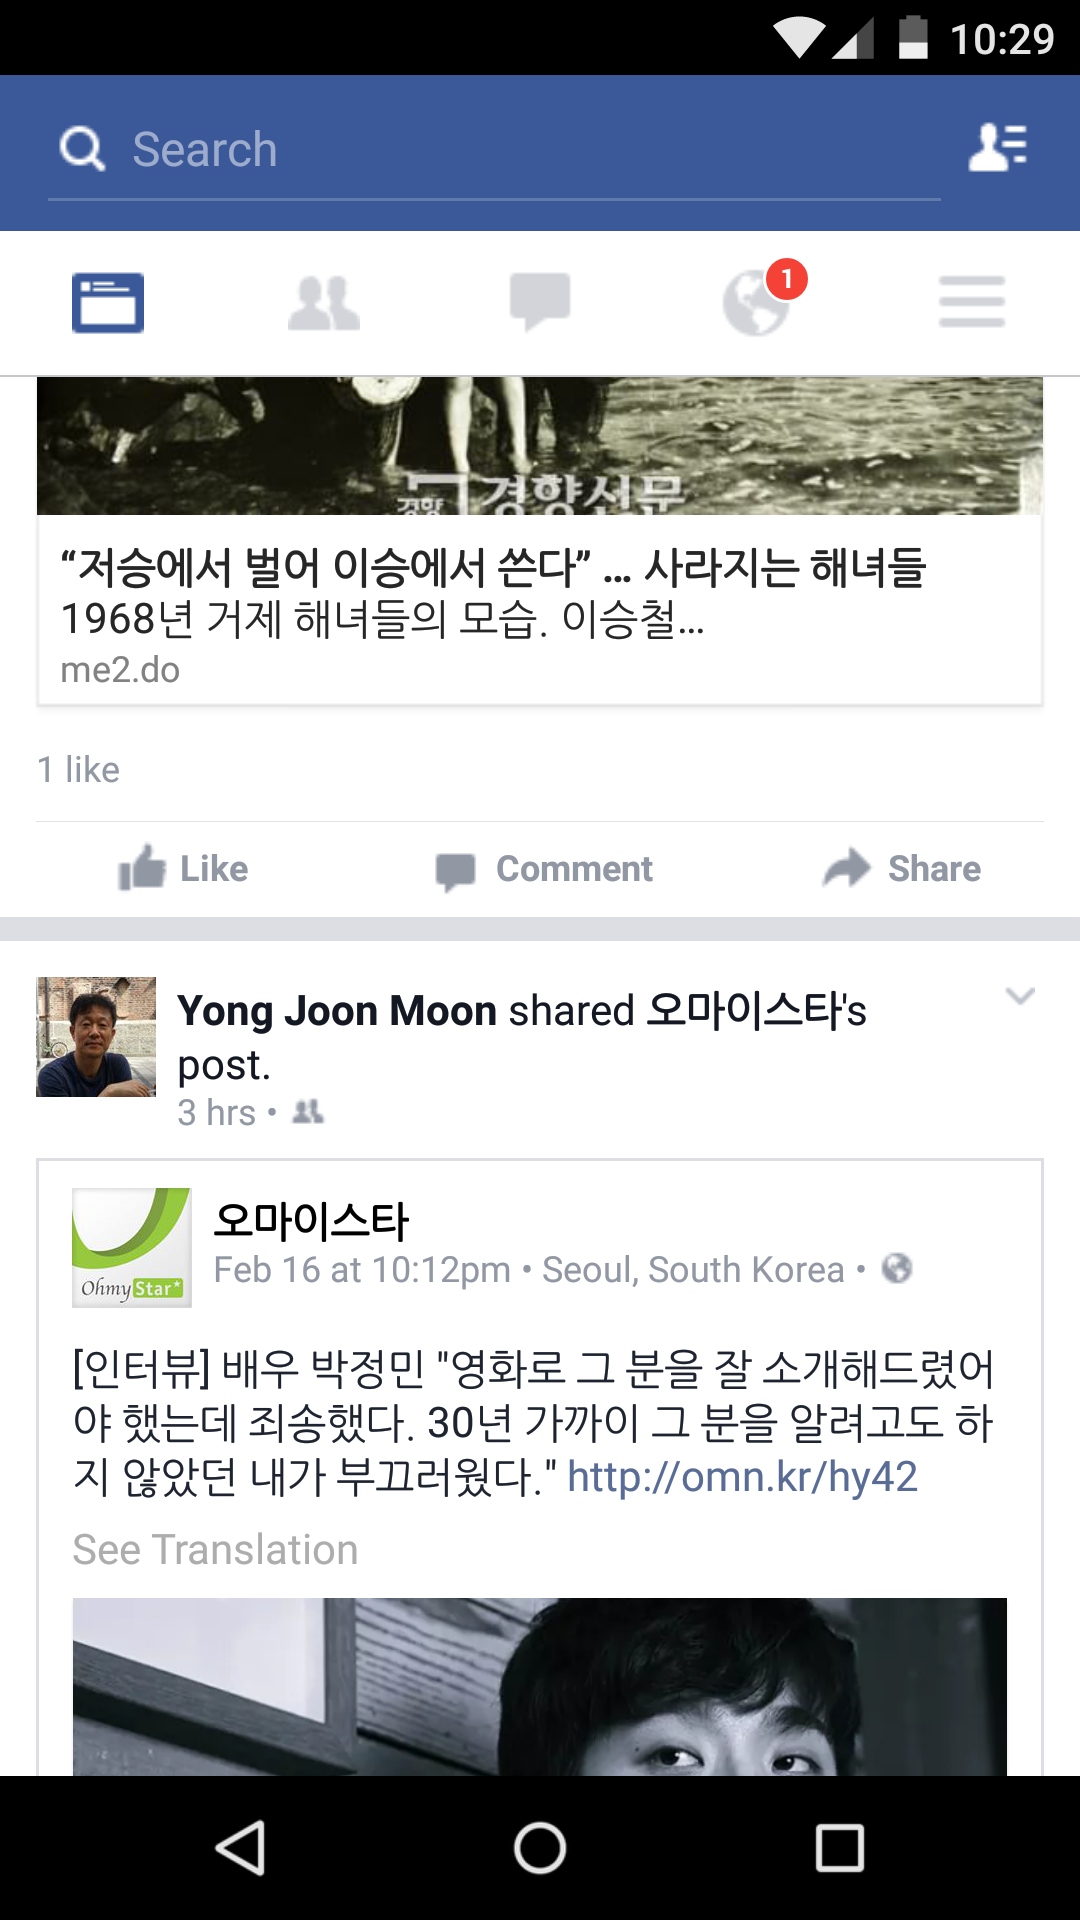 10:29
Search
1
경향 경향신문
“저승에서 벌어 이승에서 쓴다” ... 사라지는 해녀들
1968년 거제 해녀들의 모습. 이승철...
me2.do
1 like
Like Comment Share
Yong Joon Moon shared 오마이스타's
post.
3 hrs •
오마이스타
Feb 16 at 10:12pm • Seoul, South Korea •
Ohmy Star*
[인터뷰] 배우 박정민 "영화로 그 분을 잘 소개해드렸어
야 했는데 죄송했다. 30년 가까이 그 분을 알려고도 하
지 않았던 내가 부끄러웠다." http://omn.kr/hy42
See Translation